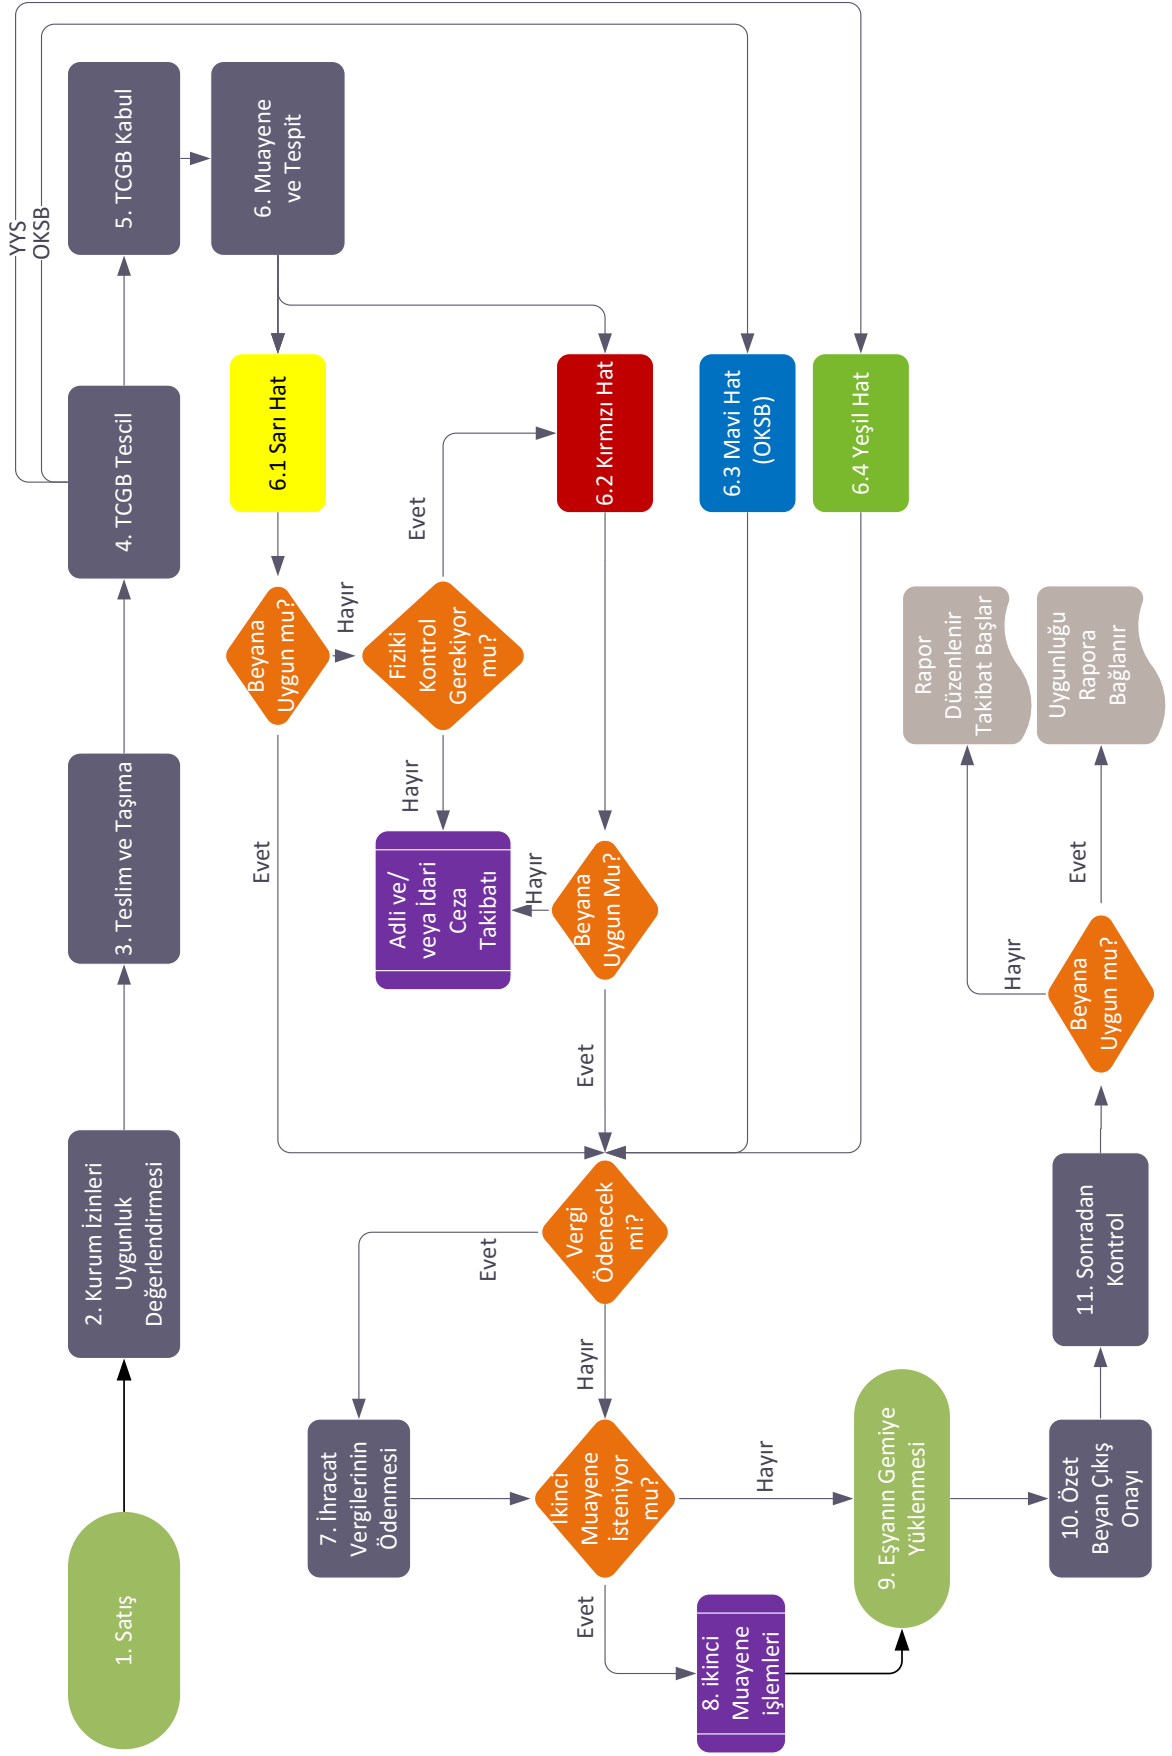 1. Satış
2. Kurum İzinleri
Uygunluk
Değerlendirmesi
3. Teslim ve Taşıma
4. TCGB Tescil
5. TCGB Kabul
YYS
OKSB
6. Muayene
ve Tespit
6.1 Sarı Hat
Beyana
Uygun mu?
Evet
Hayır
Fiziki
Kontrol
Gerekiyor
mu?
Evet
Hayır
Adli ve/
veya İdari
Ceza
Takibatı
6.2 Kırmızı Hat
Beyana
Uygun Mu?
Hayır
Evet
6.3 Mavi Hat
(OKSB)
6.4 Yeşil Hat
Vergi
Ödenecek
mi?
Evet
Hayır
7. İhracat
Vergilerinin
Ödenmesi
İkinci
Muayene
İsteniyor
mu?
Evet
Hayır
8. ikinci
Muayene
işlemleri
9. Eşyanın Gemiye
Yüklenmesi
10. Özet
Beyan Çıkış
Onayı
11. Sonradan
Kontrol
Beyana
Uygun mu?
Hayır
Evet
Rapor
Düzenlenir
Takibat Başlar
Uygunluğu
Rapora
Bağlanır